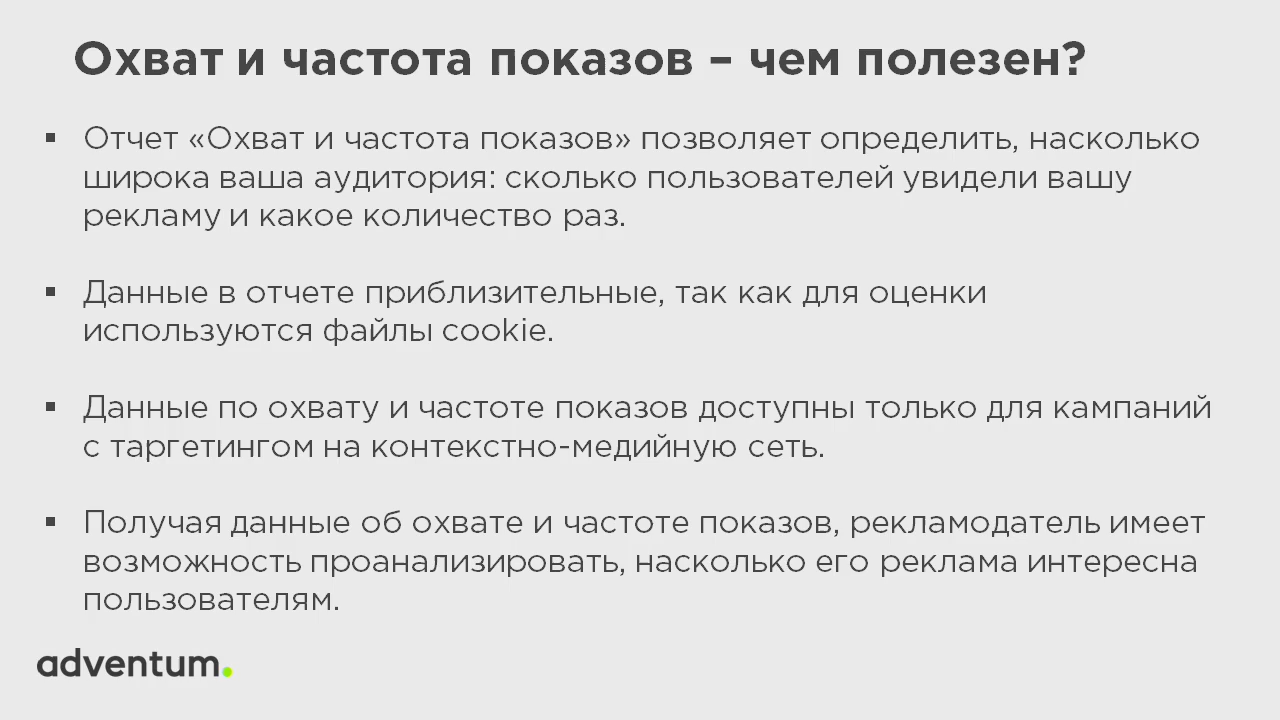 Охват и частота показов – чем полезен?
▪ Отчет «Охват и частота показов» позволяет определить, насколько
широка ваша аудитория: сколько пользователей увидели вашу
рекламу и какое количество раз.
▪ Данные в отчете приблизительные, так как для оценки
используются файлы cookie.
▪ Данные по охвату и частоте показов доступны только для кампаний
с таргетингом на контекстно-медийную сеть.
▪ Получая данные об охвате и частоте показов, рекламодатель имеет
возможность проанализировать, насколько его реклама интересна
пользователям.
adventum.